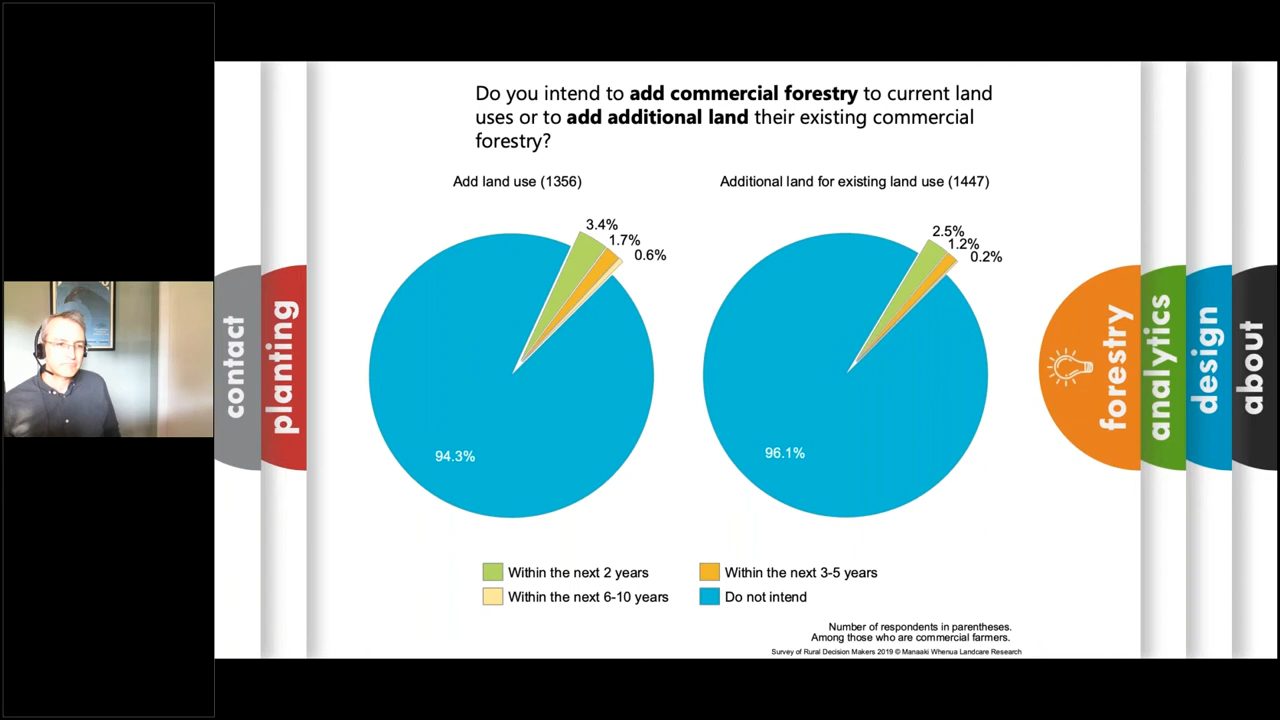 Do you intend to add commercial forestry to current land
uses or to add additional land their existing commercial
forestry?
Add land use (1356)
Additional land for existing land use (1447)
3.4%
1.7%
0.6%
94.3%
2.5%
1.2%
0.2%
96.1%
contact
planting
forestry
analytics
design
about
Within the next 2 years
Within the next 3-5 years
Within the next 6-10 years
Do not intend
Number of respondents in parentheses.
Among those who are commercial farmers.
Survey of Rural Decision Makers 2019 © Manaaki Whenua Landcare Research